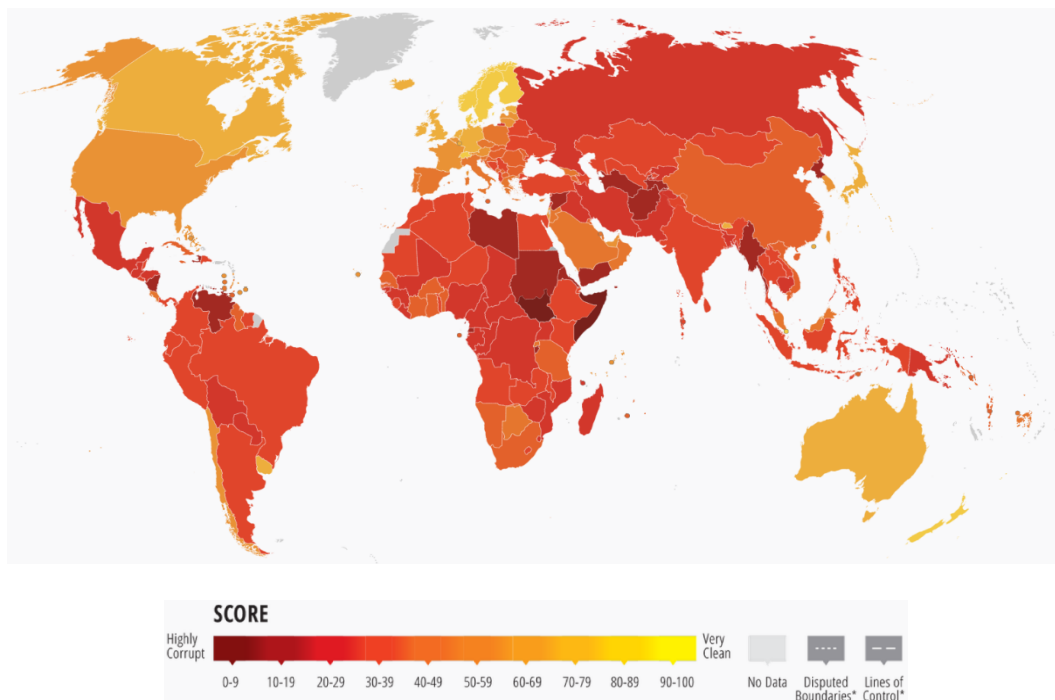 SCORE
Highly
Corrupt
Very
Clean
0-9 10-19 20-29 30-39 40-49 50-59 60-69 70-79 80-89 90-100
No Data
Disputed
Boundaries*
Lines of
Control*